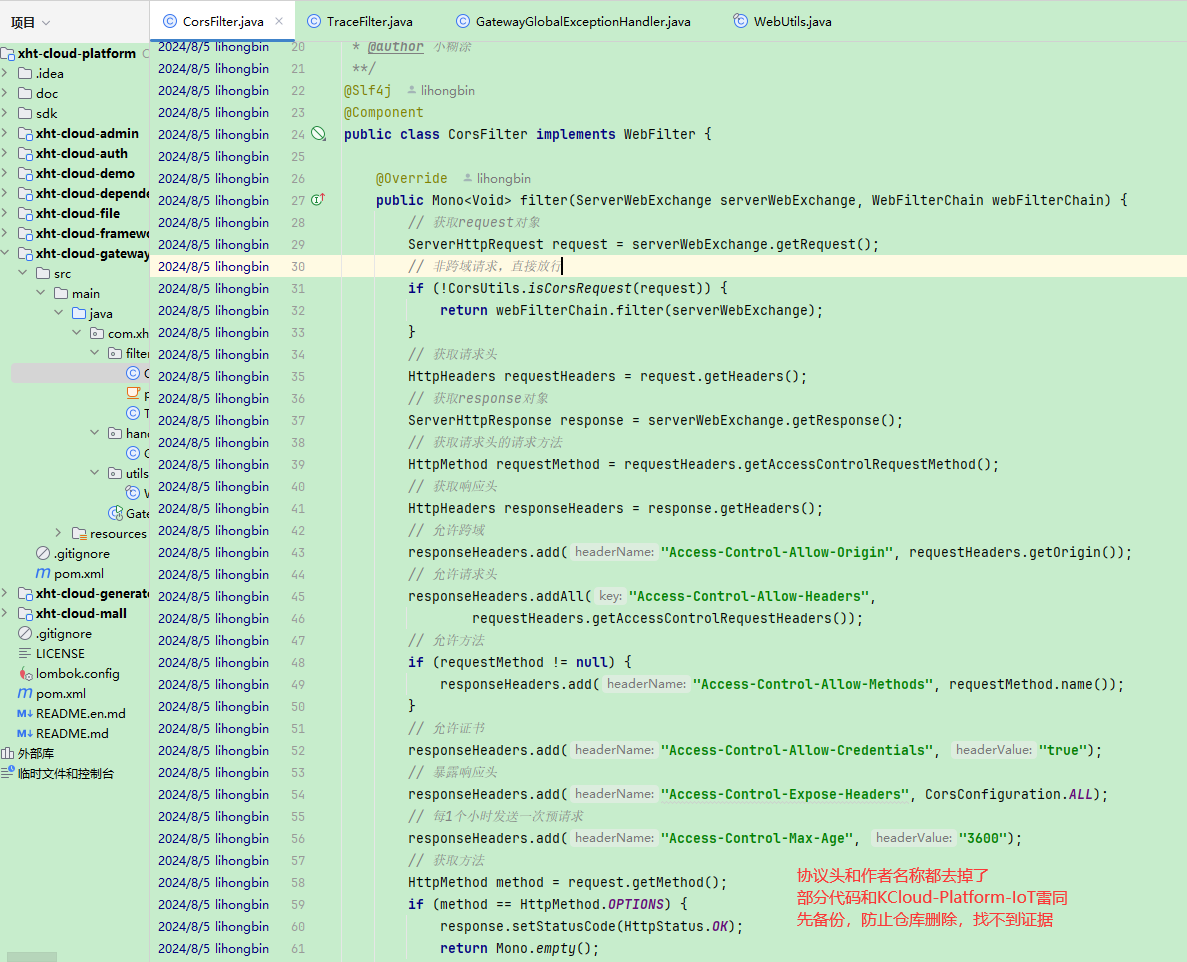 项目
CorsFilter.java
TraceFilter.java
GatewayGlobalExceptionHandler.java
WebUtils.java
xht-cloud-platform
.idea
doc
sdk
xht-cloud-admin
xht-cloud-auth
xht-cloud-demo
xht-cloud-depende
xht-cloud-file
xht-cloud-framew
xht-cloud-gateway
src
main
java
com.xh
filter
han
utils
Gate
resources
.gitignore
pom.xml
xht-cloud-generat
xht-cloud-mall
.gitignore
LICENSE
lombok.config
pom.xml
README.en.md
README.md
外部库
临时文件和控制台
2024/8/5 lihongbin 20 * @author 小糊涂
2024/8/5 lihongbin 21 **/
2024/8/5 lihongbin 22 @Slf4j lihongbin
2024/8/5 lihongbin 23 @Component
2024/8/5 lihongbin 24 public class CorsFilter implements WebFilter {
2024/8/5 lihongbin 25
2024/8/5 lihongbin 26 @Override lihongbin
2024/8/5 lihongbin 27 public Mono<Void> filter(ServerWebExchange serverWebExchange, WebFilterChain webFilterChain) {
2024/8/5 lihongbin 28 // 获取request对象
2024/8/5 lihongbin 29 ServerHttpRequest request = serverWebExchange.getRequest();
2024/8/5 lihongbin 30 // 非跨域请求，直接放行
2024/8/5 lihongbin 31 if (!CorsUtils.isCorsRequest(request)) {
2024/8/5 lihongbin 32 return webFilterChain.filter(serverWebExchange);
2024/8/5 lihongbin 33 }
2024/8/5 lihongbin 34 // 获取请求头
2024/8/5 lihongbin 35 HttpHeaders requestHeaders = request.getHeaders();
2024/8/5 lihongbin 36 // 获取response对象
2024/8/5 lihongbin 37 ServerHttpResponse response = serverWebExchange.getResponse();
2024/8/5 lihongbin 38 // 获取请求头的请求方法
2024/8/5 lihongbin 39 HttpMethod requestMethod = requestHeaders.getAccessControlRequestMethod();
2024/8/5 lihongbin 40 // 获取响应头
2024/8/5 lihongbin 41 HttpHeaders responseHeaders = response.getHeaders();
2024/8/5 lihongbin 42 // 允许跨域
2024/8/5 lihongbin 43 responseHeaders.add( headerName: "Access-Control-Allow-Origin", requestHeaders.getOrigin());
2024/8/5 lihongbin 44 // 允许请求头
2024/8/5 lihongbin 45 responseHeaders.addAll( key: "Access-Control-Allow-Headers",
2024/8/5 lihongbin 46 requestHeaders.getAccessControlRequestHeaders());
2024/8/5 lihongbin 47 // 允许方法
2024/8/5 lihongbin 48 if (requestMethod != null) {
2024/8/5 lihongbin 49 responseHeaders.add( headerName: "Access-Control-Allow-Methods", requestMethod.name());
2024/8/5 lihongbin 50 }
2024/8/5 lihongbin 51 // 允许证书
2024/8/5 lihongbin 52 responseHeaders.add( headerName: "Access-Control-Allow-Credentials", headerValue: "true");
2024/8/5 lihongbin 53 // 暴露响应头
2024/8/5 lihongbin 54 responseHeaders.add( headerName: "Access-Control-Expose-Headers", CorsConfiguration.ALL);
2024/8/5 lihongbin 55 // 每1个小时发送一次预请求
2024/8/5 lihongbin 56 responseHeaders.add( headerName: "Access-Control-Max-Age", headerValue: "3600");
2024/8/5 lihongbin 57 // 获取方法
2024/8/5 lihongbin 58 HttpMethod method = request.getMethod();
2024/8/5 lihongbin 59 if (method == HttpMethod.OPTIONS) {
2024/8/5 lihongbin 60 response.setStatusCode(HttpStatus.OK);
2024/8/5 lihongbin 61 return Mono.empty();
协议头和作者名称都去掉了
部分代码和KCloud-Platform-IoT雷同
先备份，防止仓库删除，找不到证据